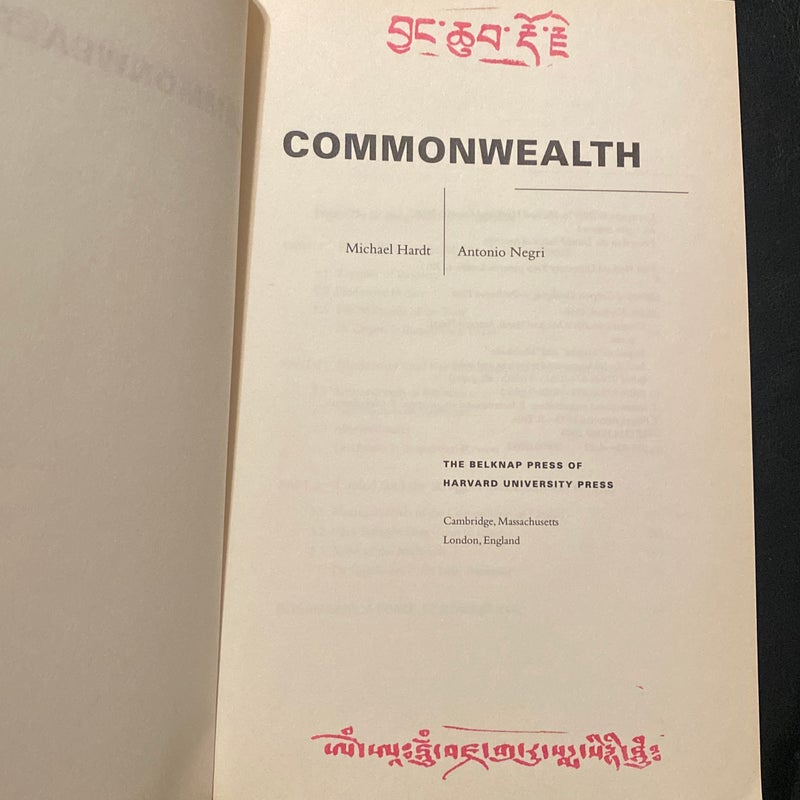 བྱང་ཆུབ་རྡོ་རྗེ
COMMONWEALTH
Michael Hardt Antonio Negri
THE BELKNAP PRESS OF
HARVARD UNIVERSITY PRESS
Cambridge, Massachusetts
London, England